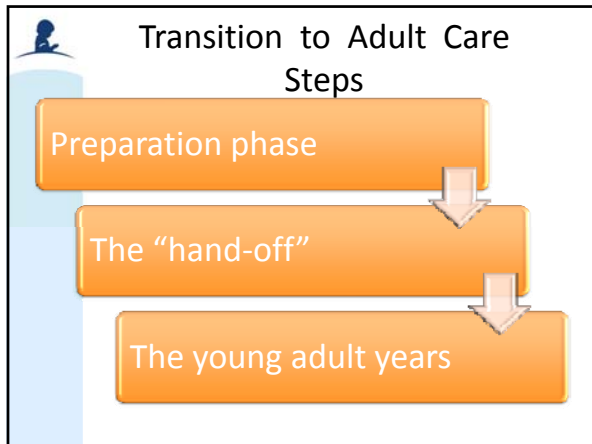 Transition to Adult Care
Steps
Preparation phase
The “hand-off”
The young adult years